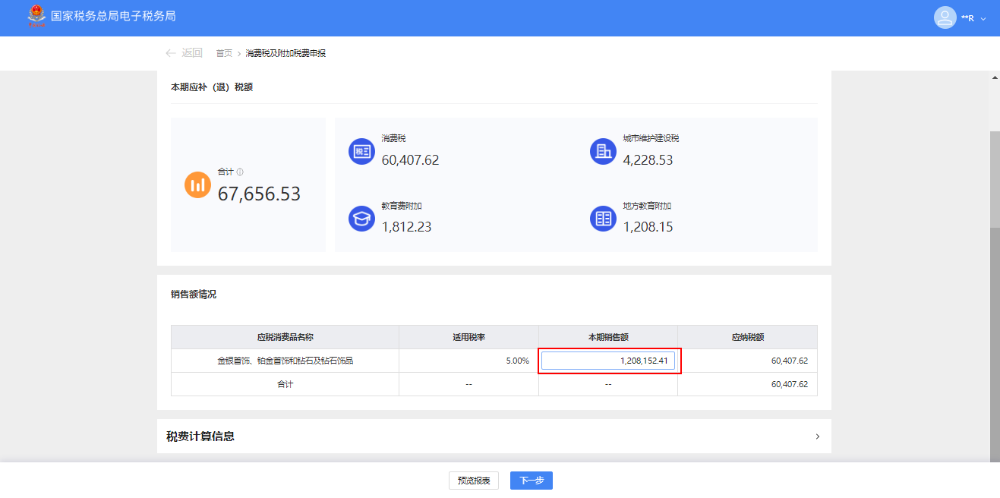 国家税务总局电子税务局
**R
返回 首页 > 消费税及附加税费申报
本期应补（退）税额
合计
67,656.53
消费税
60,407.62
城市维护建设税
4,228.53
教育费附加
1,812.23
地方教育附加
1,208.15
销售额情况
应税消费品名称 适用税率 本期销售额 应纳税额
金银首饰、铂金首饰和钻石及钻石饰品 5.00% 1,208,152.41 60,407.62
合计 -- -- 60,407.62
税费计算信息
预览报表 下一步